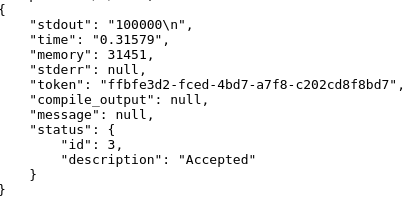 {
    "stdout": "100000\n",
    "time": "0.31579",
    "memory": 31451,
    "stderr": null,
    "token": "ffbfe3d2-fced-4bd7-a7f8-c202cd8f8bd7",
    "compile_output": null,
    "message": null,
    "status": {
        "id": 3,
        "description": "Accepted"
    }
}